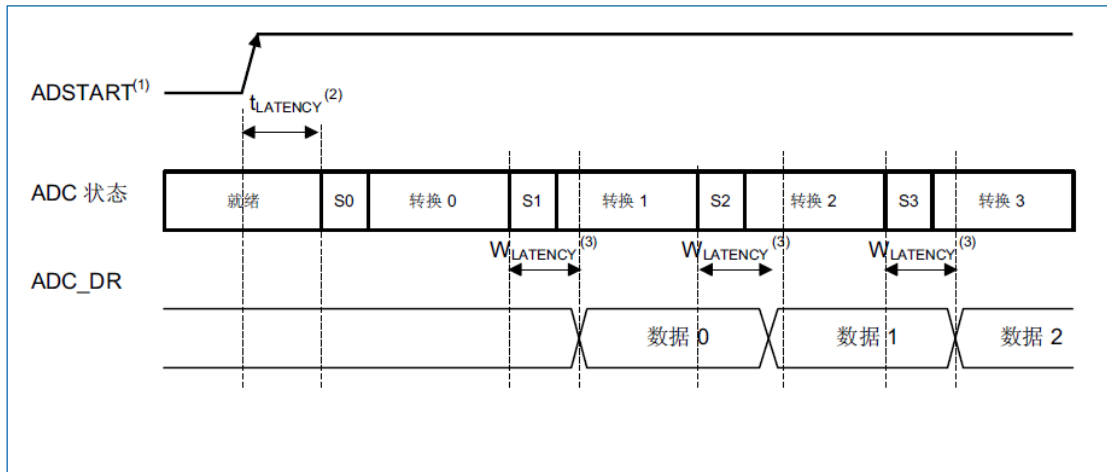 ADSTART(1)
tLATENCY(2)
ADC 状态
就绪 S0 转换 0 S1 转换 1 S2 转换 2 S3 转换 3
WLATENCY(3) WLATENCY(3) WLATENCY(3)
ADC_DR
数据 0 数据 1 数据 2